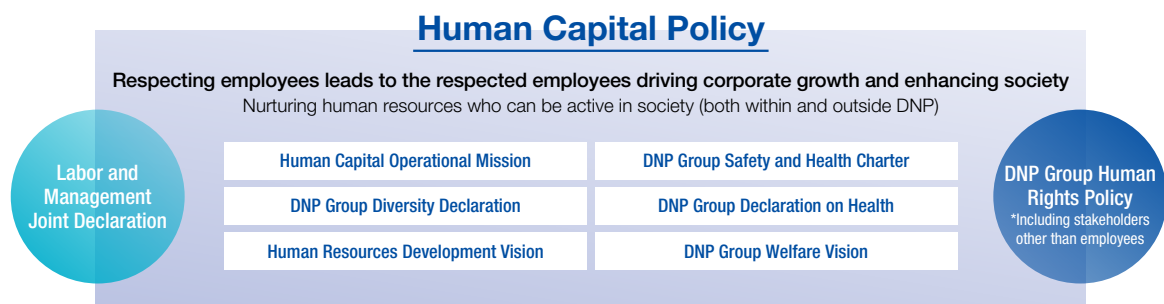 Human Capital Policy
Respecting employees leads to the respected employees driving corporate growth and enhancing society
Nurturing human resources who can be active in society (both within and outside DNP)
Labor and
Management
Joint Declaration
Human Capital Operational Mission
DNP Group Safety and Health Charter
DNP Group Diversity Declaration
DNP Group Declaration on Health
Human Resources Development Vision
DNP Group Welfare Vision
DNP Group Human
Rights Policy
*Including stakeholders
other than employees